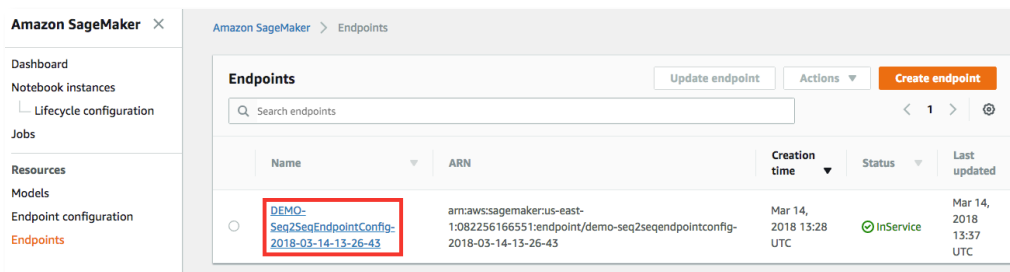 Amazon SageMaker ×
Dashboard
Notebook instances
Lifecycle configuration
Jobs
Resources
Models
Endpoint configuration
Endpoints
Amazon SageMaker > Endpoints
Endpoints
Update endpoint
Actions ▼
Create endpoint
Search endpoints
< 1 >
Name
ARN
Creation
time
Status
Last
updated
DEMO-
Seq2SeqEndpointConfig-
2018-03-14-13-26-43
arn:aws:sagemaker:us-east-
1:082256166551:endpoint/demo-seq2seqendpointconfig-
2018-03-14-13-26-43
Mar 14,
2018 13:28
UTC
InService
Mar 14,
2018
13:37
UTC